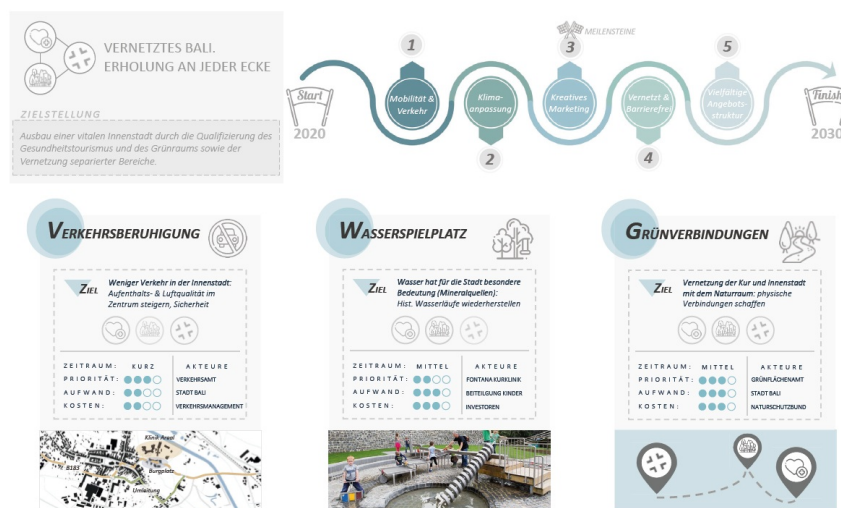 VERNETZTES BALI.
ERHOLUNG AN JEDER ECKE
ZIELSTELLUNG
Ausbau einer vitalen Innenstadt durch die Qualifizierung des
Gesundheitstourismus und des Grünraums sowie der
Vernetzung separierter Bereiche.
MEILENSTEINE
Start
2020
1
Mobilität &
Verkehr
Klima-
anpassung
2
3
Kreatives
Marketing
Vernetzt &
Barrierefrei
4
5
Vielfältige
Angebots-
struktur
Finish
2030
VERKEHRSBERUHIGUNG
ZIEL
Weniger Verkehr in der Innenstadt:
Aufenthalts- & Luftqualität im
Zentrum steigern, Sicherheit
ZEITRAUM: KURZ
PRIORITÄT:
AUFWAND:
KOSTEN:
AKTEURE
VERKEHRSAMT
STADT BALI
VERKEHRSMANAGEMENT
Klinik Areal
B183
Burgplatz
Umleitung
WASSERSPIELPLATZ
ZIEL
Wasser hat für die Stadt besondere
Bedeutung (Mineralquellen):
Hist. Wasserläufe wiederherstellen
ZEITRAUM: MITTEL
PRIORITÄT:
AUFWAND:
KOSTEN:
AKTEURE
FONTANA KURKLINIK
BETEILGUNG KINDER
INVESTOREN
GRÜNVERBINDUNGEN
ZIEL
Vernetzung der Kur und Innenstadt
mit dem Naturraum: physische
Verbindungen schaffen
ZEITRAUM: MITTEL
PRIORITÄT:
AUFWAND:
KOSTEN:
AKTEURE
GRÜNFLÄCHENAMT
STADT BALI
NATURSCHUTZBUND